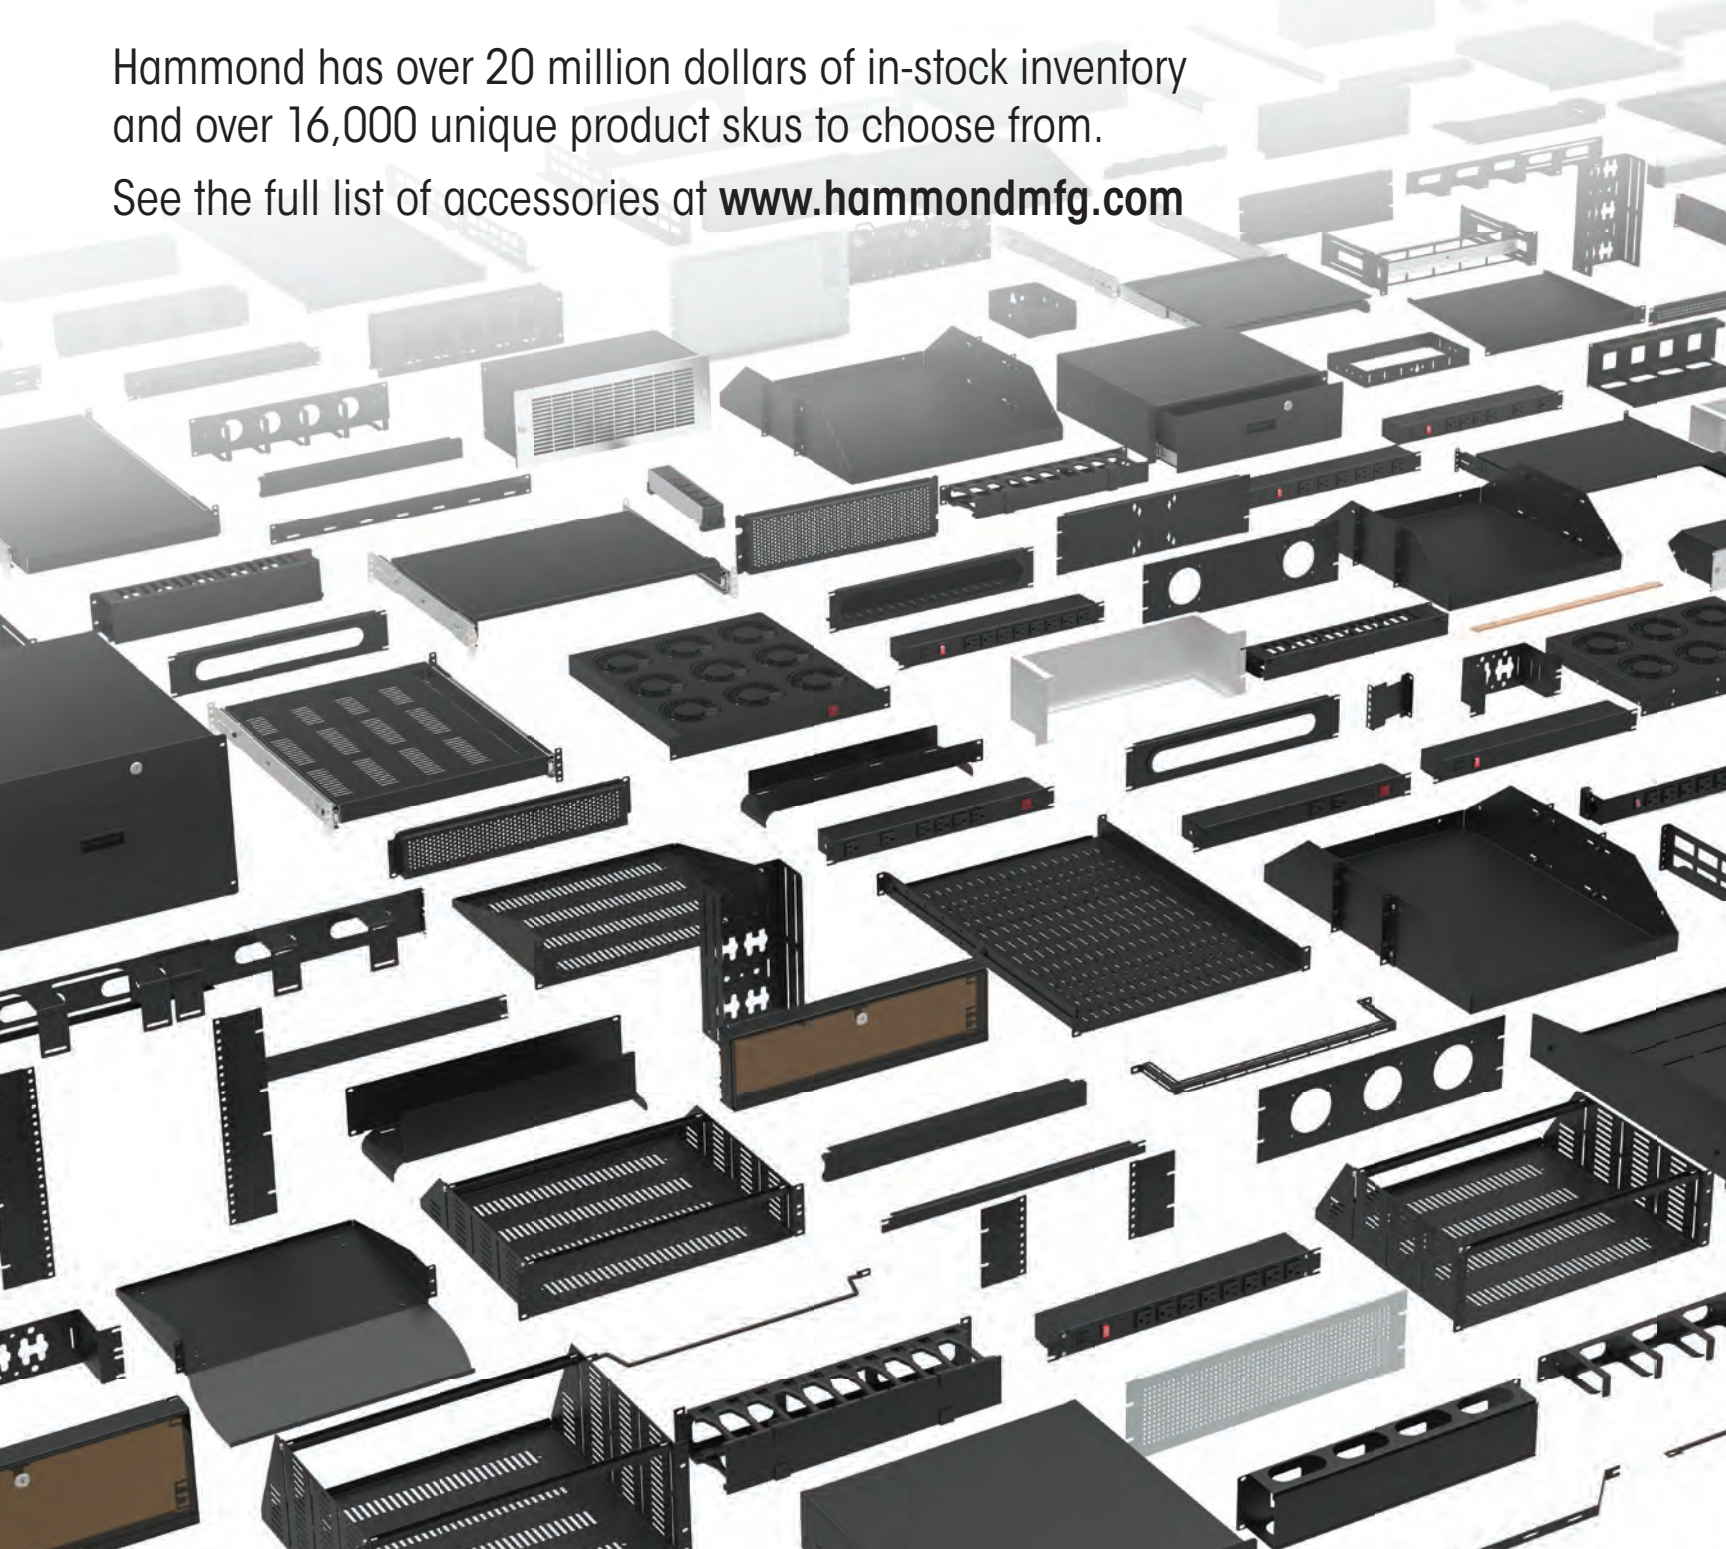 Hammond has over 20 million dollars of in-stock inventory
and over 16,000 unique product skus to choose from.
See the full list of accessories at www.hammondmfg.com